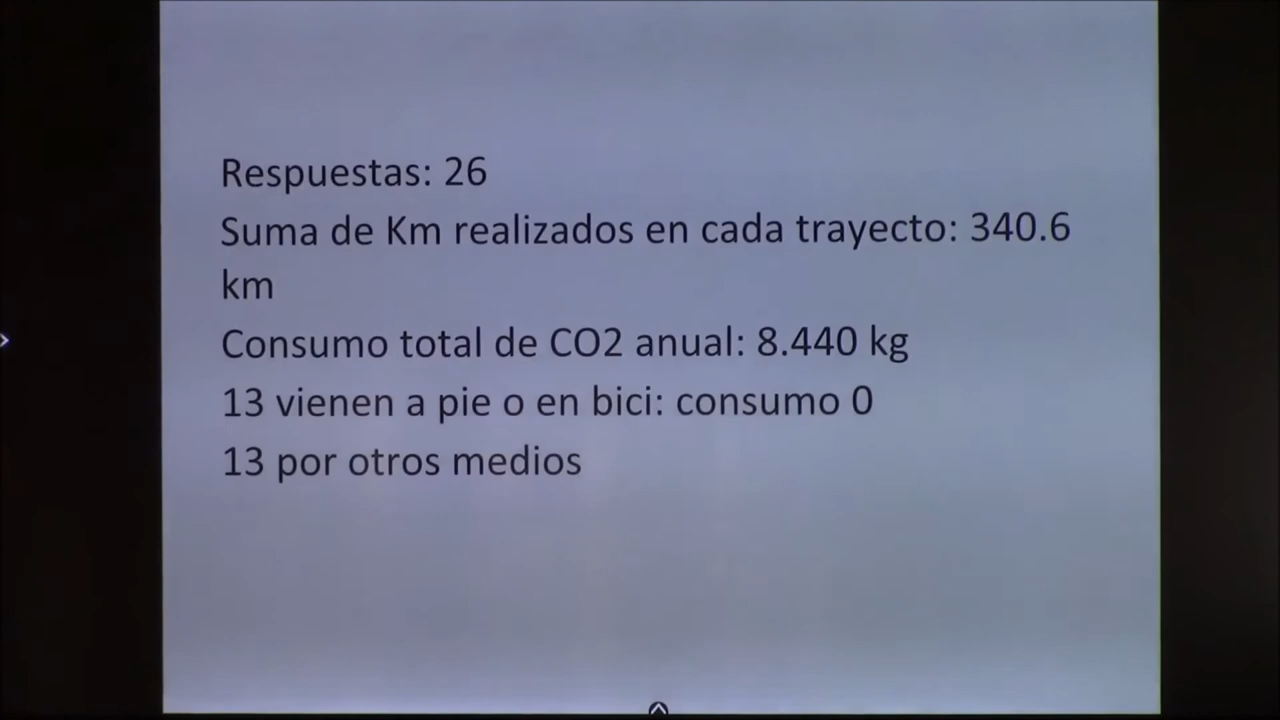 Respuestas: 26
Suma de Km realizados en cada trayecto: 340.6
km
Consumo total de CO2 anual: 8.440 kg
13 vienen a pie o en bici: consumo 0
13 por otros medios